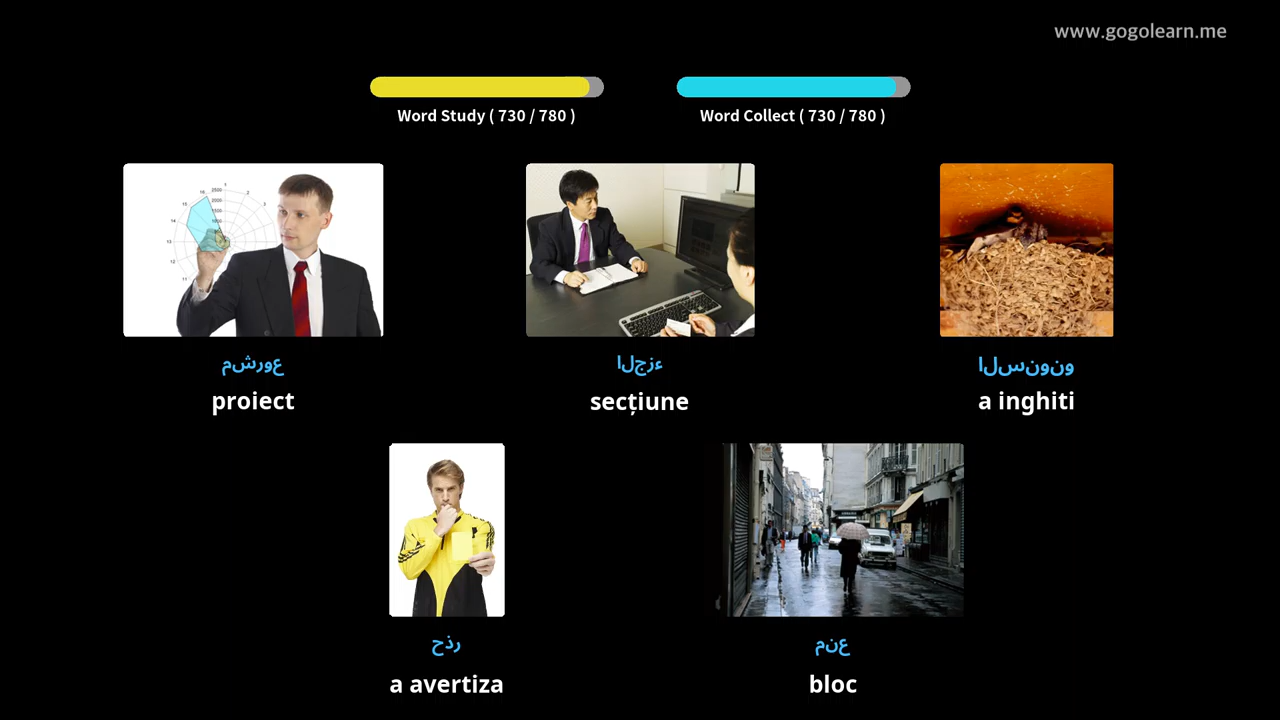 www.gogolearn.me
Word Study ( 730 / 780 )
Word Collect ( 730 / 780 )
مشروع
الجزء
السنونو
proiect
secțiune
a inghiti
حذر
منع
a avertiza
bloc